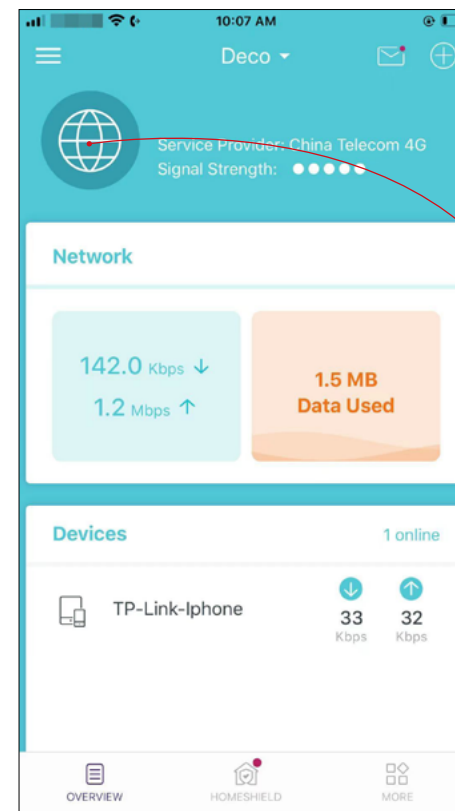 10:07 AM
Deco
Service Provider: China Telecom 4G
Signal Strength:
Network
142.0 Kbps ↓
1.2 Mbps ↑
1.5 MB
Data Used
Devices
1 online
TP-Link-Iphone
33
32
Kbps
Kbps
OVERVIEW
HOMESHIELD
MORE